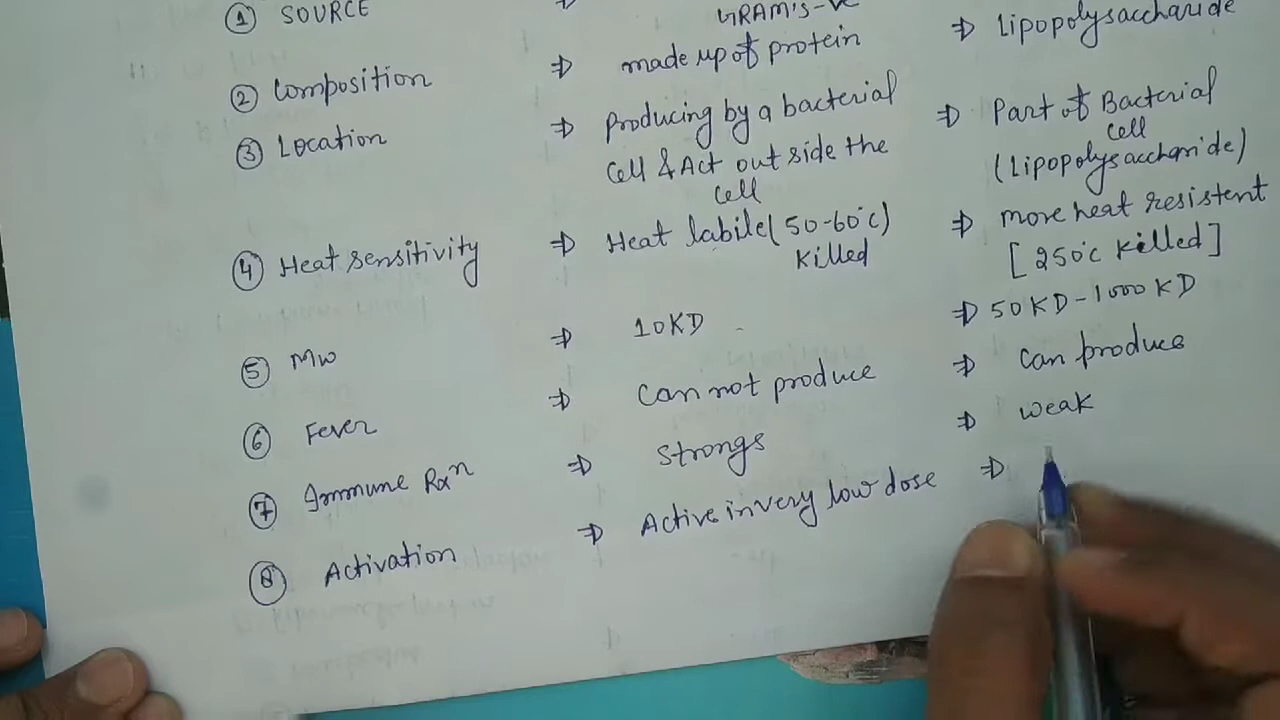 ① SOURCE ⇒ GRAM'S -ve
② Composition ⇒ made up of protein ⇒ Lipopolysaccharide
③ Location ⇒ Producing by a bacterial ⇒ Part of Bacterial
cell & Act out side the cell
cell (Lipopolysaccharide)
④ Heat sensitivity ⇒ Heat labile (50-60°c) ⇒ more heat resistent
killed [250°c killed]
⑤ MW ⇒ 10KD ⇒ 50KD-1000KD
⑥ Fever ⇒ Can not produce ⇒ can produce
⑦ Immune Rxn ⇒ Strongs ⇒ weak
⑧ Activation ⇒ Active in very low dose ⇒